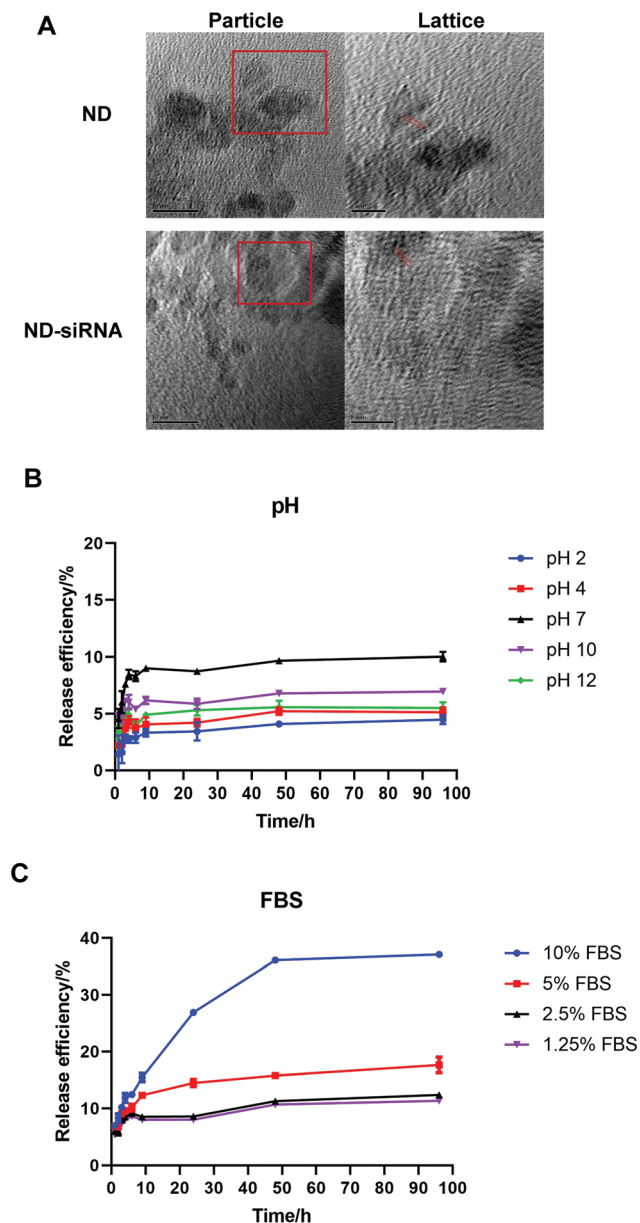 A
Particle
Lattice
ND
ND-siRNA
B
pH
Release efficiency/%
20
15
10
5
0
0 10 20 30 40 50 60 70 80 90 100
Time/h
pH 2
pH 4
pH 7
pH 10
pH 12
C
FBS
Release efficiency/%
40
30
20
10
0
0 10 20 30 40 50 60 70 80 90 100
Time/h
10% FBS
5% FBS
2.5% FBS
1.25% FBS